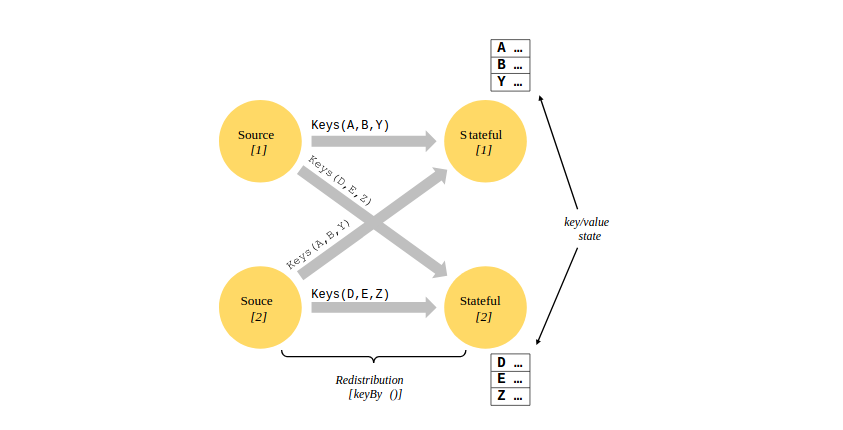 A ...
B ...
Y ...
Keys(A,B,Y)
Source
[1]
Stateful
[1]
Keys(D,E,Z)
key/value
state
Keys(A,B,Y)
Keys(D,E,Z)
Souce
[2]
Stateful
[2]
D ...
E ...
Z ...
Redistribution
[keyBy ()]